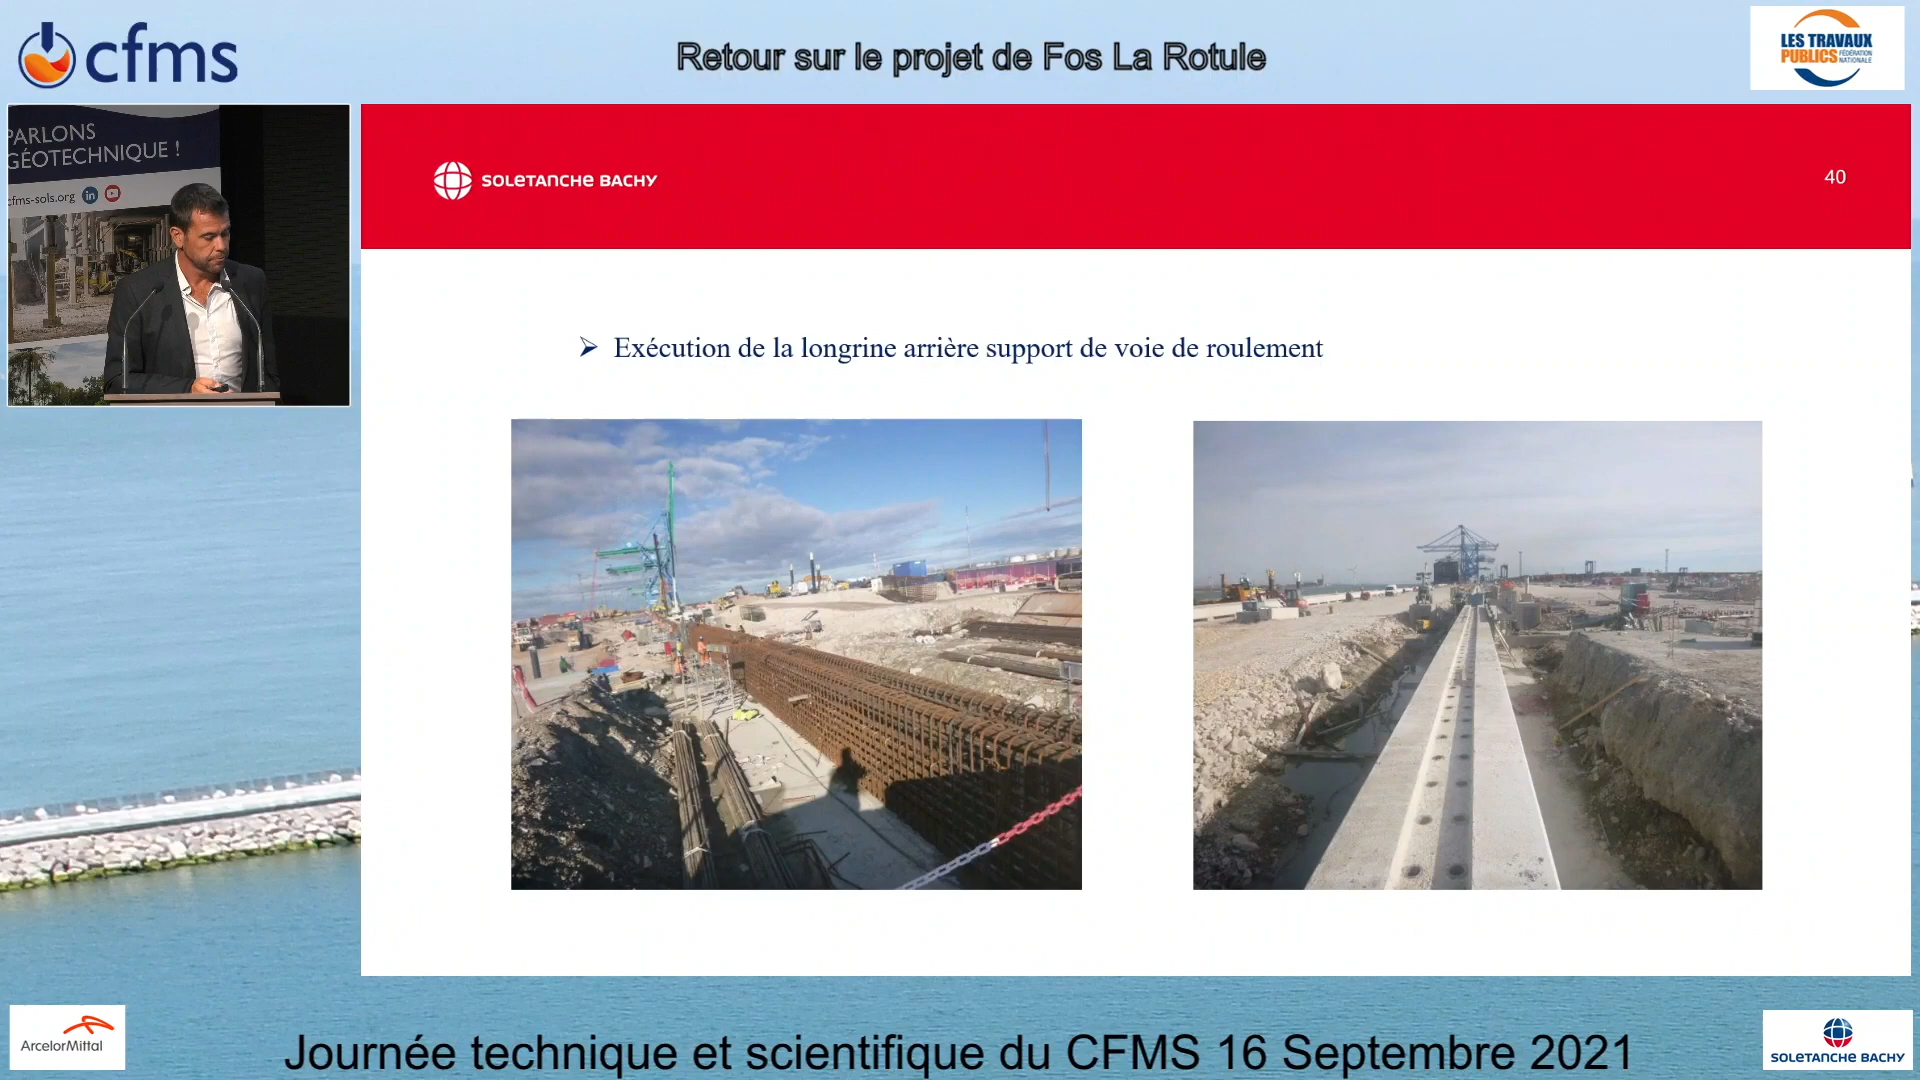 cfms
Retour sur le projet de Fos La Rotule
LES TRAVAUX
PUBLICS FÉDÉRATION
NATIONALE
PARLONS
GÉOTECHNIQUE !
cfms-sols.org
SOLETANCHE BACHY
40
➢ Exécution de la longrine arrière support de voie de roulement
ArcelorMittal
Journée technique et scientifique du CFMS 16 Septembre 2021
SOLETANCHE BACHY